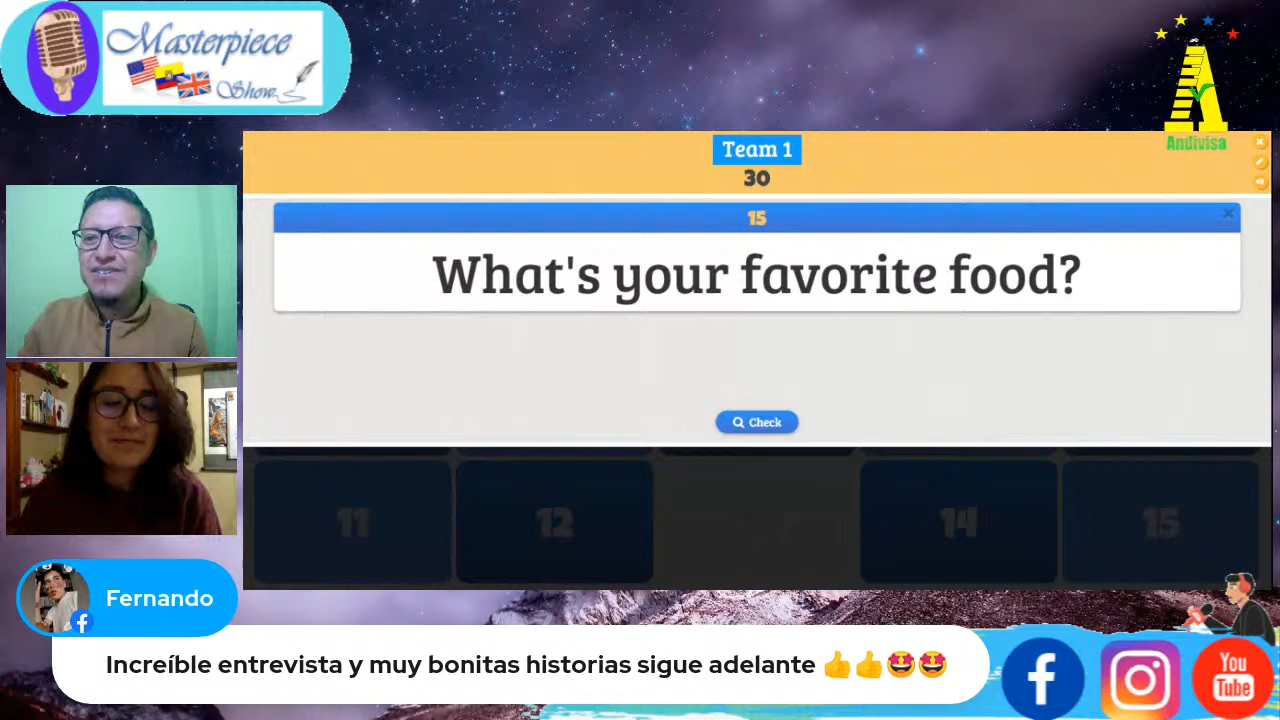 Masterpiece
Show
Andivisa
Team 1
30
15
What's your favorite food?
Check
11
12
14
15
Fernando
Increíble entrevista y muy bonitas historias sigue adelante 👍👍🤩🤩
You
Tube